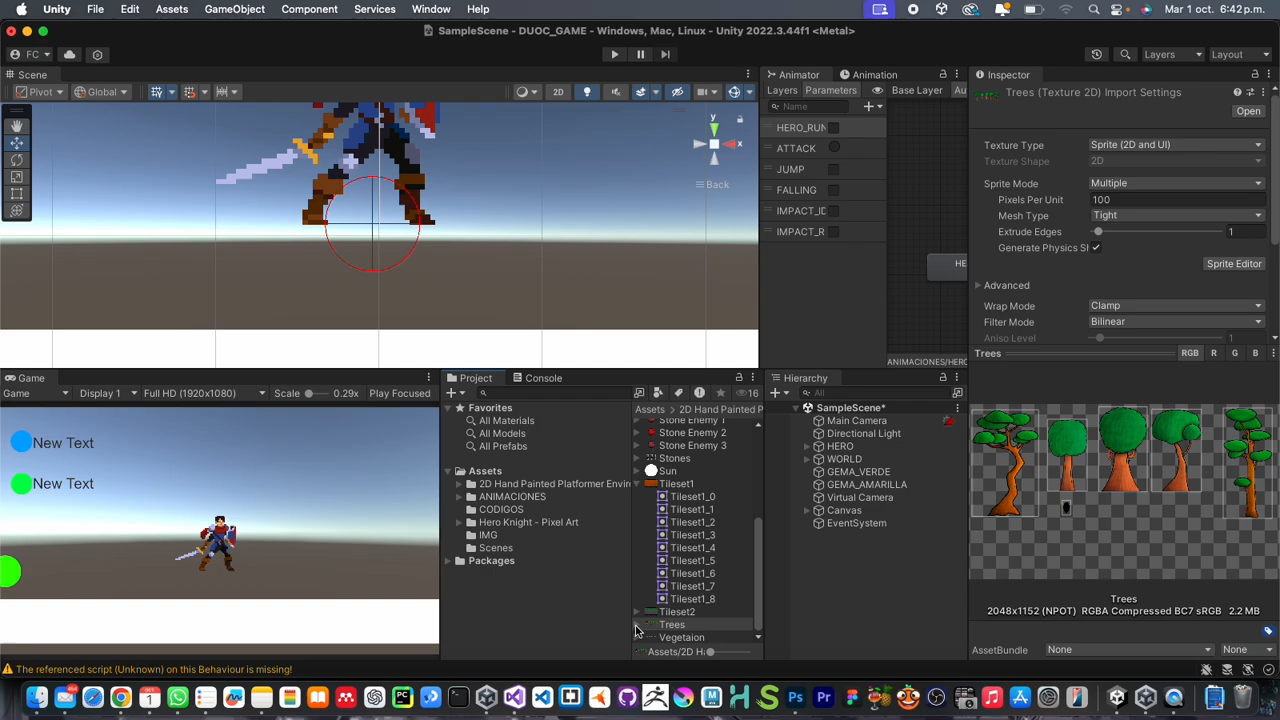 Unity File Edit Assets GameObject Component Services Window Help Mar 1 oct. 6:42 p.m.
SampleScene - DUOC_GAME - Windows, Mac, Linux - Unity 2022.3.44f1 <Metal>
FC Layers Layout
Scene
Pivot Global 2D
y
x
Back
Animator Animation
Layers Parameters Base Layer Au
Name
HERO_RUN
ATTACK
JUMP
FALLING
IMPACT_ID
IMPACT_R
HE
ANIMACIONES/HERO
Inspector
Trees (Texture 2D) Import Settings
Open
Texture Type Sprite (2D and UI)
Texture Shape 2D
Sprite Mode Multiple
Pixels Per Unit 100
Mesh Type Tight
Extrude Edges 1
Generate Physics Sh
Sprite Editor
Advanced
Wrap Mode Clamp
Filter Mode Bilinear
Aniso Level 1
Trees RGB R G B
Trees
2048x1152 (NPOT) RGBA Compressed BC7 sRGB 2.2 MB
AssetBundle None None
Game
Game Display 1 Full HD (1920x1080) Scale 0.29x Play Focused
New Text
New Text
Project Console
16
Favorites
All Materials
All Models
All Prefabs
Assets
2D Hand Painted Platformer Envir
ANIMACIONES
CODIGOS
Hero Knight - Pixel Art
IMG
Scenes
Packages
Assets > 2D Hand Painted P
Stone Enemy 1
Stone Enemy 2
Stone Enemy 3
Stones
Sun
Tileset1
Tileset1_0
Tileset1_1
Tileset1_2
Tileset1_3
Tileset1_4
Tileset1_5
Tileset1_6
Tileset1_7
Tileset1_8
Tileset2
Trees
Vegetaion
Assets/2D Ha
Hierarchy
All
SampleScene*
Main Camera
Directional Light
HERO
WORLD
GEMA_VERDE
GEMA_AMARILLA
Virtual Camera
Canvas
EventSystem
The referenced script (Unknown) on this Behaviour is missing!